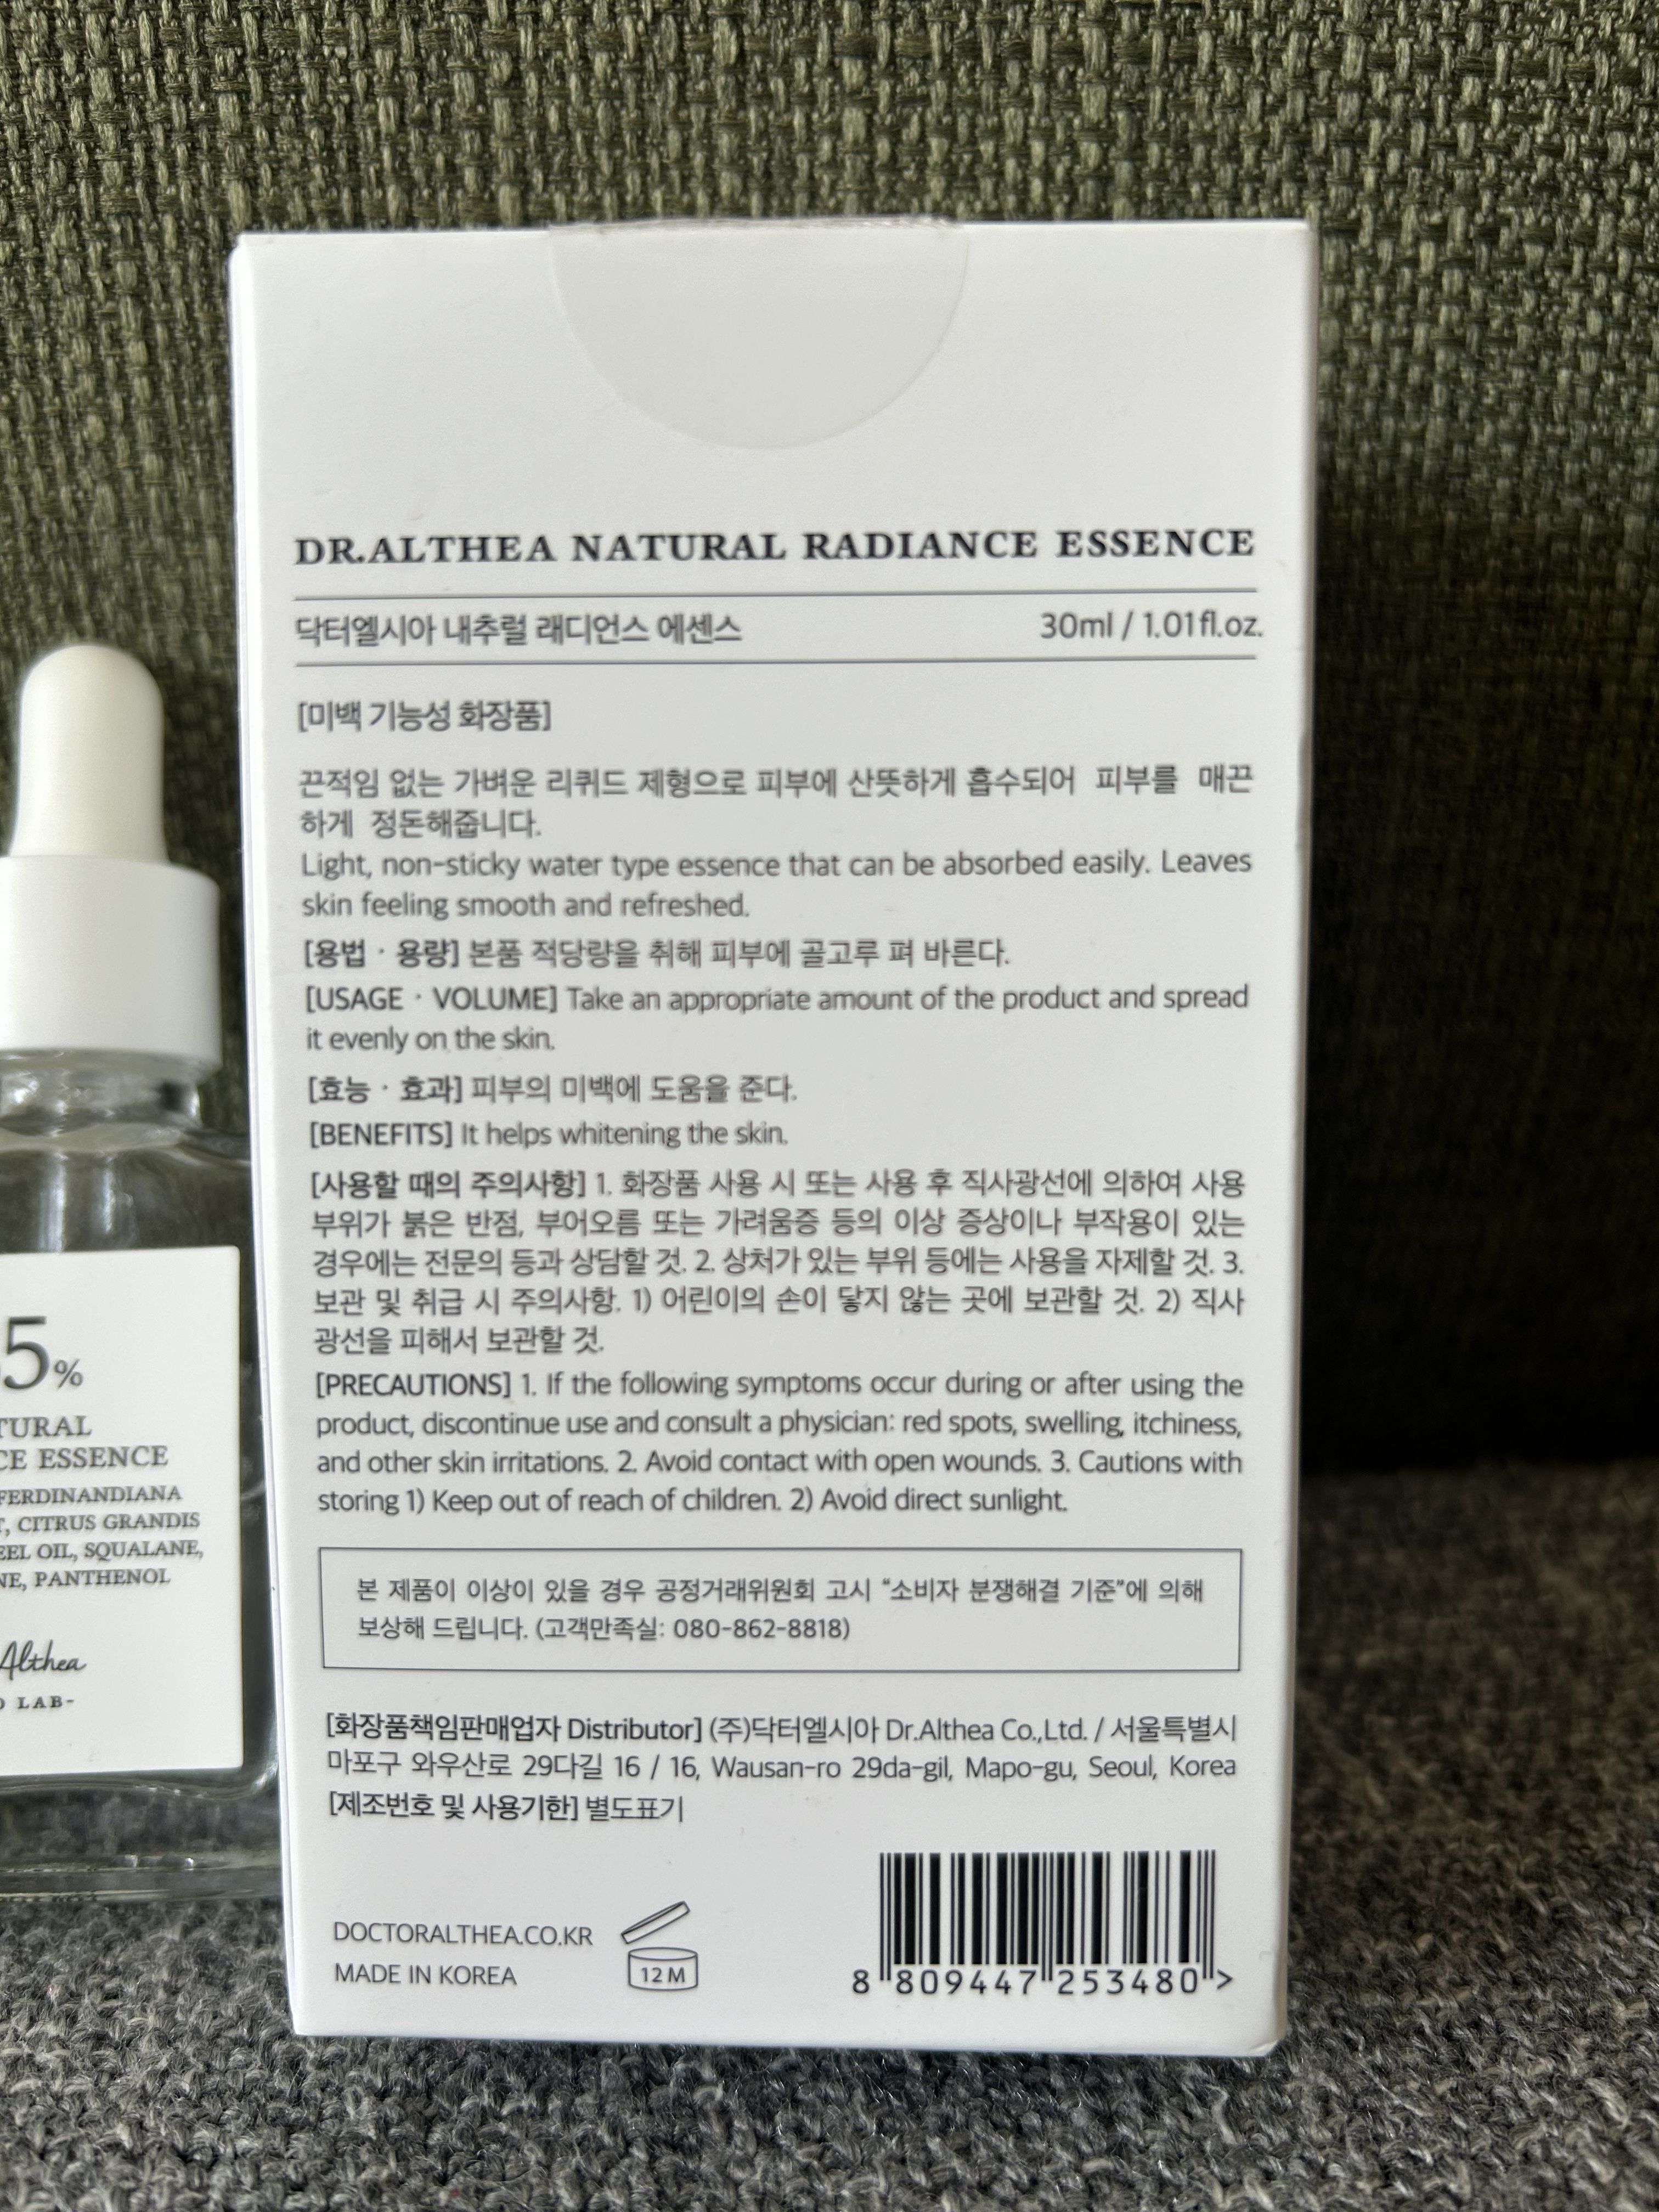 DR.ALTHEA NATURAL RADIANCE ESSENCE
닥터엘시아 내추럴 래디언스 에센스 30ml / 1.01fl.oz.
[미백 기능성 화장품]
끈적임 없는 가벼운 리퀴드 제형으로 피부에 산뜻하게 흡수되어 피부를 매끈
하게 정돈해줍니다.
Light, non-sticky water type essence that can be absorbed easily. Leaves
skin feeling smooth and refreshed.
[용법 · 용량] 본품 적당량을 취해 피부에 골고루 펴 바른다.
[USAGE · VOLUME] Take an appropriate amount of the product and spread
it evenly on the skin.
[효능 · 효과] 피부의 미백에 도움을 준다.
[BENEFITS] It helps whitening the skin.
[사용할 때의 주의사항] 1. 화장품 사용 시 또는 사용 후 직사광선에 의하여 사용
부위가 붉은 반점, 부어오름 또는 가려움증 등의 이상 증상이나 부작용이 있는
경우에는 전문의 등과 상담할 것. 2. 상처가 있는 부위 등에는 사용을 자제할 것. 3.
보관 및 취급 시 주의사항. 1) 어린이의 손이 닿지 않는 곳에 보관할 것. 2) 직사
광선을 피해서 보관할 것.
[PRECAUTIONS] 1. If the following symptoms occur during or after using the
product, discontinue use and consult a physician: red spots, swelling, itchiness,
and other skin irritations. 2. Avoid contact with open wounds. 3. Cautions with
storing 1) Keep out of reach of children. 2) Avoid direct sunlight.
본 제품이 이상이 있을 경우 공정거래위원회 고시 “소비자 분쟁해결 기준”에 의해
보상해 드립니다. (고객만족실: 080-862-8818)
[화장품책임판매업자 Distributor] (주)닥터엘시아 Dr.Althea Co.,Ltd. / 서울특별시
마포구 와우산로 29다길 16 / 16, Wausan-ro 29da-gil, Mapo-gu, Seoul, Korea
[제조번호 및 사용기한] 별도표기
DOCTORALTHEA.CO.KR
MADE IN KOREA
12 M
8 809447 253480 >
5%
TURAL
CE ESSENCE
FERDINANDIANA
T, CITRUS GRANDIS
EEL OIL, SQUALANE,
NE, PANTHENOL
Althea
LAB-